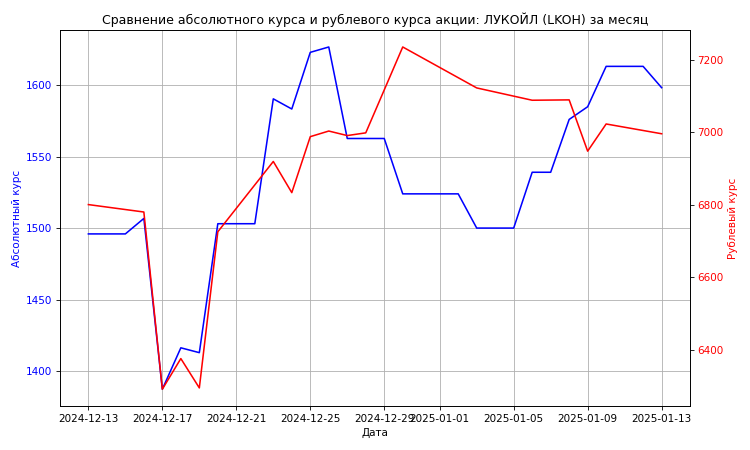 Сравнение абсолютного курса и рублевого курса акции: ЛУКОЙЛ (LKOH) за месяц
1600
1550
1500
1450
1400
Абсолютный курс
7200
7000
6800
6600
6400
Рублевый курс
2024-12-13 2024-12-17 2024-12-21 2024-12-25 2024-12-29 2025-01-01 2025-01-05 2025-01-09 2025-01-13
Дата